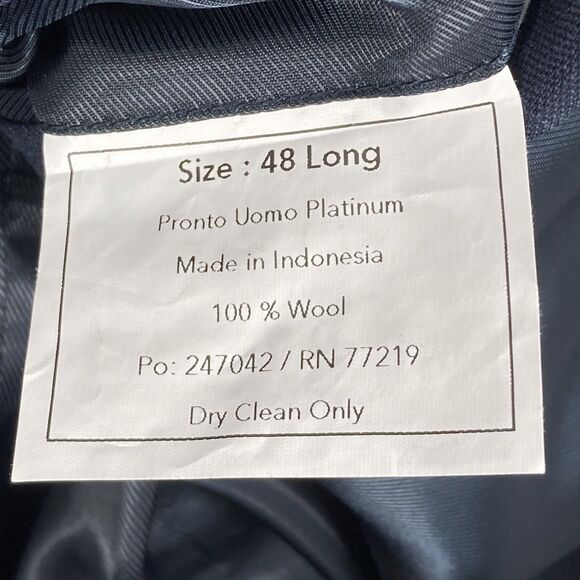 Size : 48 Long
Pronto Uomo Platinum
Made in Indonesia
100 % Wool
Po: 247042 / RN 77219
Dry Clean Only